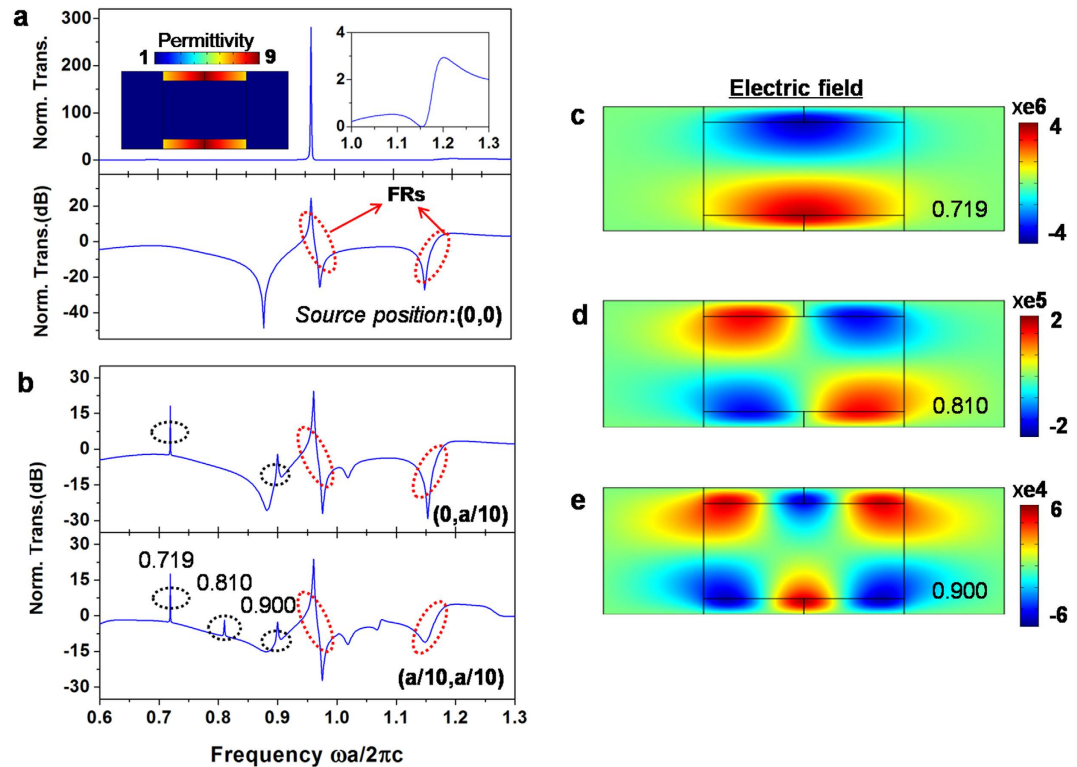 a
Norm. Trans.
300
200
100
0
Permittivity
1 9
4
2
0
1.0 1.1 1.2 1.3
Norm. Trans.(dB)
20
0
-20
-40
FRs
Source position:(0,0)
b
Norm. Trans.(dB)
30
15
0
-15
30
(0,a/10)
30
15
0
-15
30
0.719
0.810
0.900
(a/10,a/10)
0.6 0.7 0.8 0.9 1.0 1.1 1.2 1.3
Frequency ωa/2πc
Electric field
c
0.719
xe6
4
-4
d
0.810
xe5
2
-2
e
0.900
xe4
6
-6